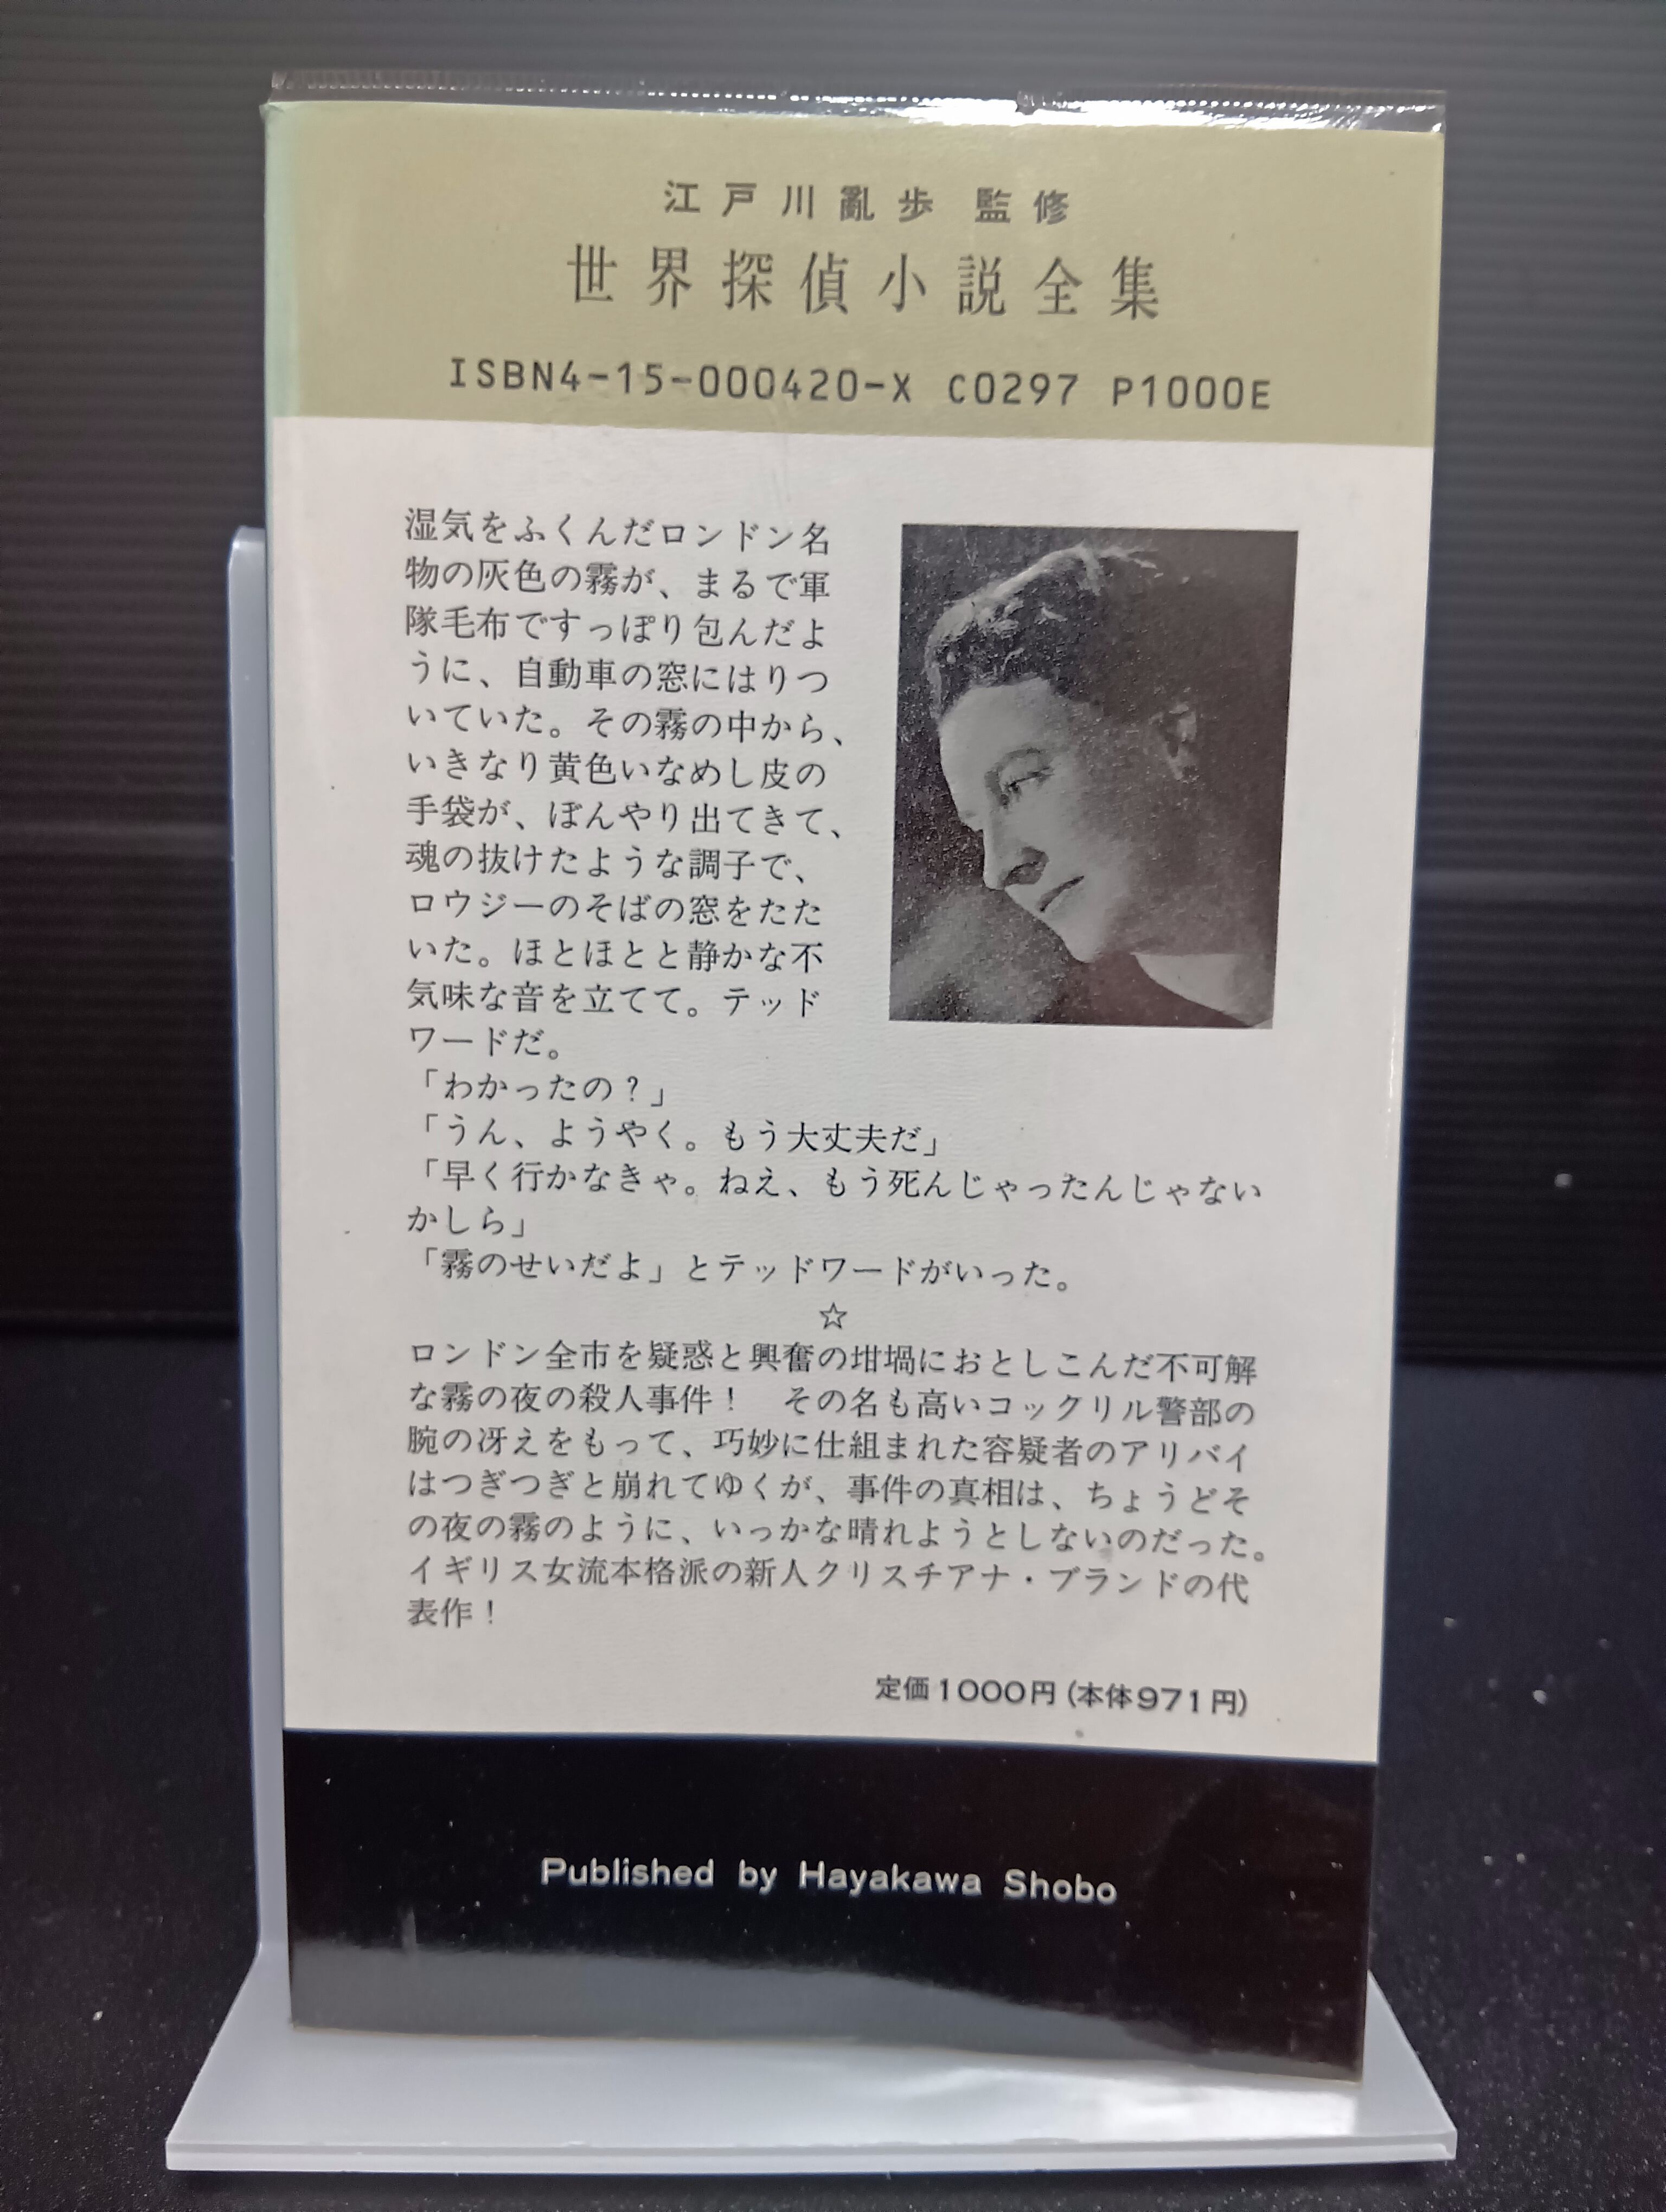 江戸川亂歩 監修
世界探偵小説全集
ISBN4-15-000420-X C0297 P1000E
湿気をふくんだロンドン名
物の灰色の霧が、まるで軍
隊毛布ですっぽり包んだよ
うに、自動車の窓にはりつ
いていた。その霧の中から、
いきなり黄色いなめし皮の
手袋が、ぼんやり出てきて、
魂の抜けたような調子で、
ロウジーのそばの窓をたた
いた。ほとほとと静かな不
気味な音を立てて。テッド
ワードだ。
「わかったの？」
「うん、ようやく。もう大丈夫だ」
「早く行かなきゃ。ねえ、もう死んじゃったんじゃない
かしら」
「霧のせいだよ」とテッドワードがいった。
☆
ロンドン全市を疑惑と興奮の坩堝におとしこんだ不可解
な霧の夜の殺人事件！　その名も高いコックリル警部の
腕の冴えをもって、巧妙に仕組まれた容疑者のアリバイ
はつぎつぎと崩れてゆくが、事件の真相は、ちょうどそ
の夜の霧のように、いっかな晴れようとしないのだった。
イギリス女流本格派の新人クリスチアナ・ブランドの代
表作！
定価1000円（本体971円）
Published by Hayakawa Shobo